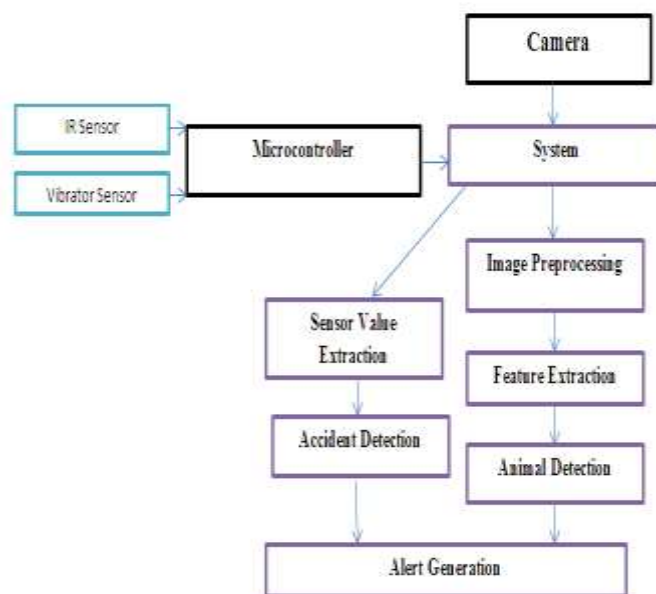 Camera
IR Sensor
Microcontroller
System
Vibrator Sensor
Image Preprocessing
Sensor Value
Extraction
Feature Extraction
Accident Detection
Animal Detection
Alert Generation